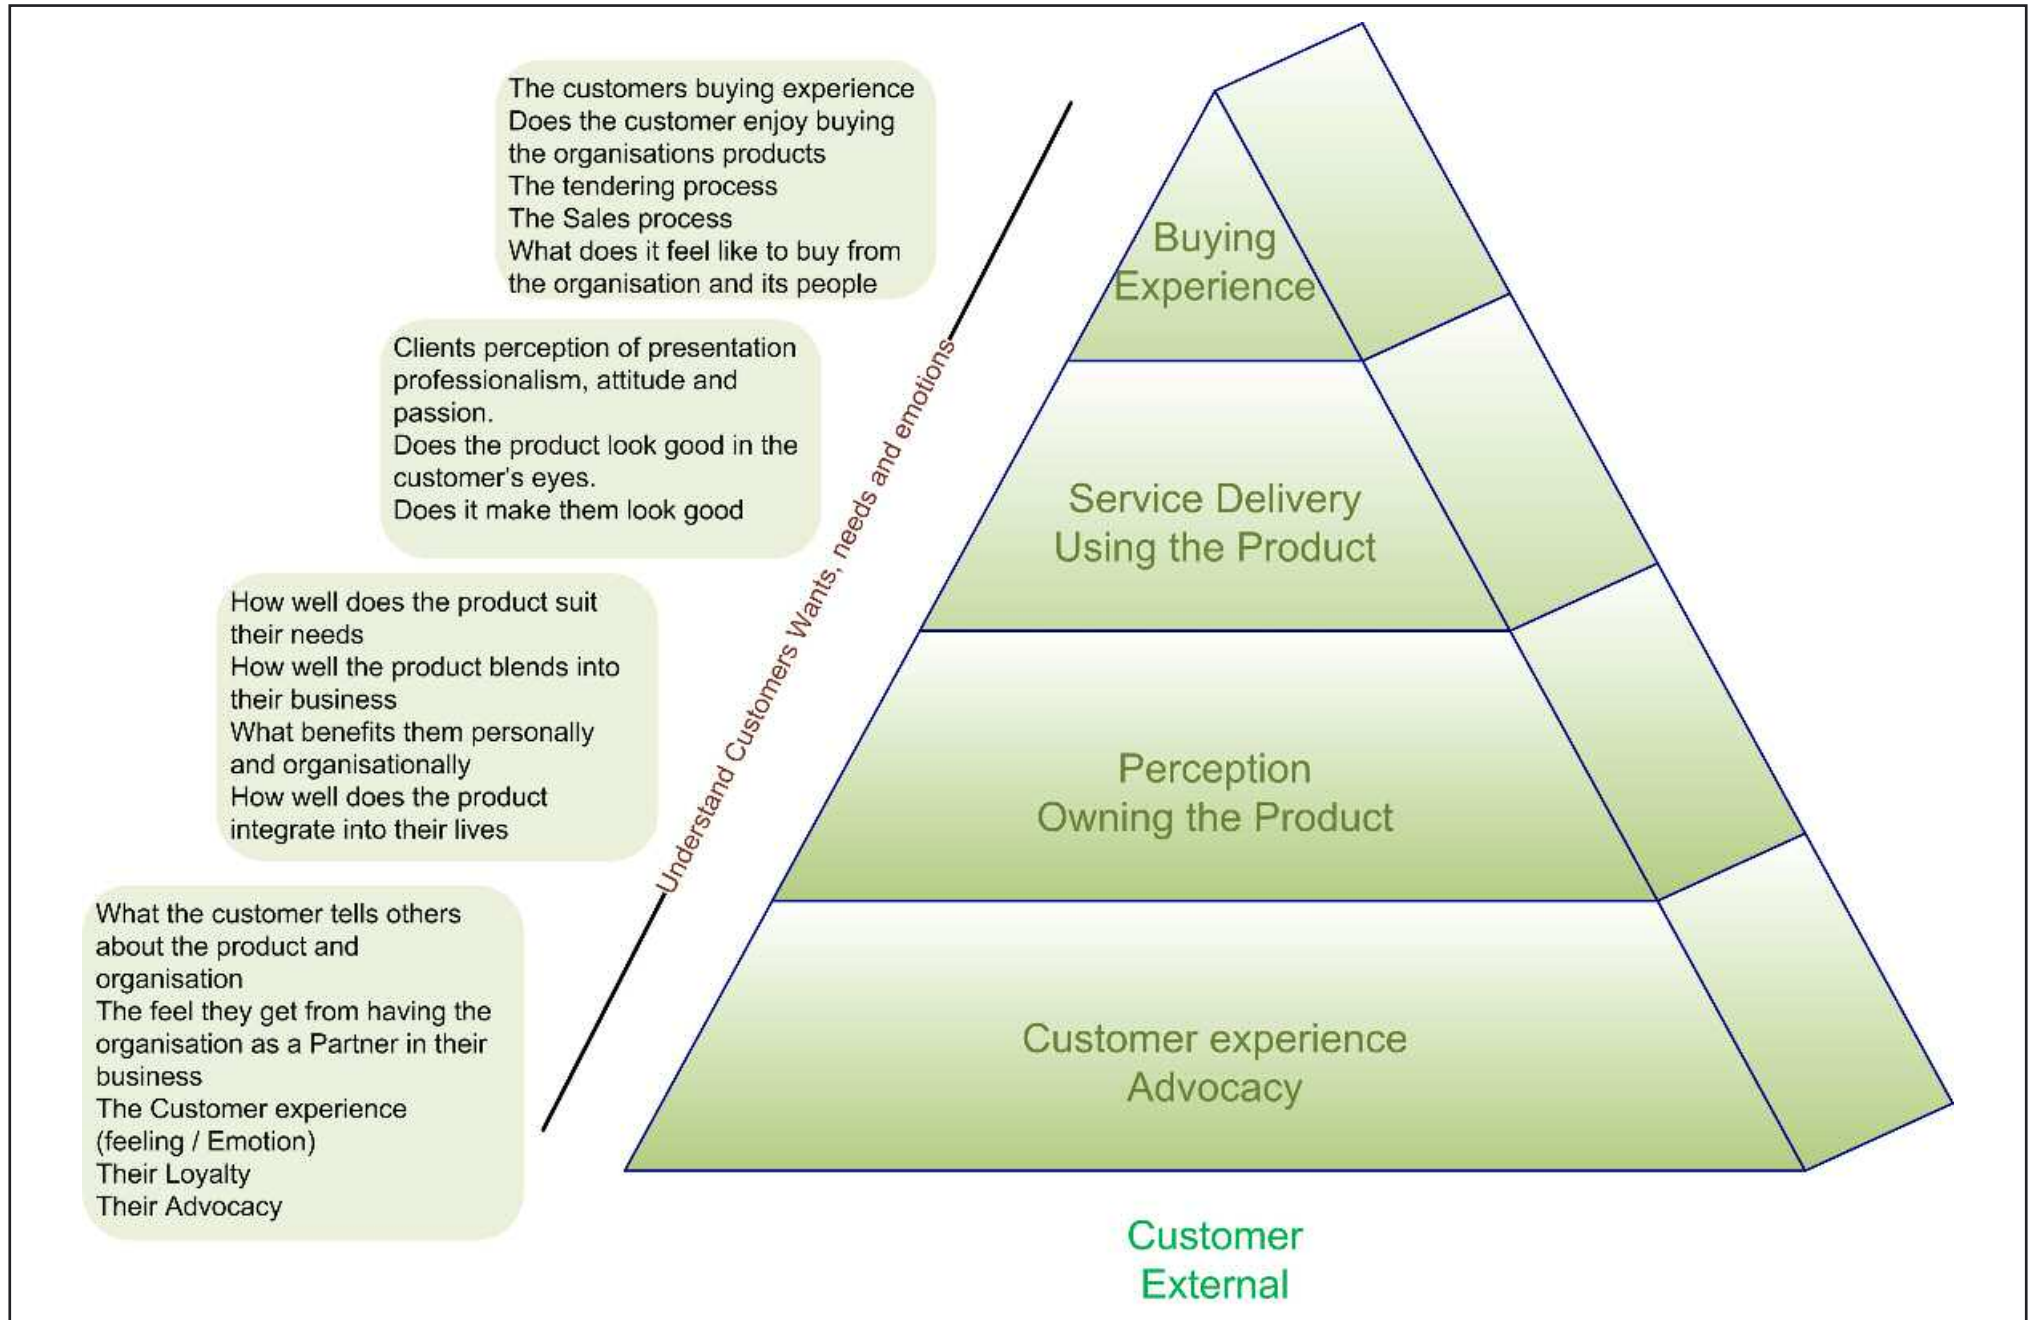 The customers buying experience
Does the customer enjoy buying
the organisations products
The tendering process
The Sales process
What does it feel like to buy from
the organisation and its people
Clients perception of presentation
professionalism, attitude and
passion.
Does the product look good in the
customer's eyes.
Does it make them look good
How well does the product suit
their needs
How well the product blends into
their business
What benefits them personally
and organisationally
How well does the product
integrate into their lives
What the customer tells others
about the product and
organisation
The feel they get from having the
organisation as a Partner in their
business
The Customer experience
(feeling / Emotion)
Their Loyalty
Their Advocacy
Understand Customers Wants, needs and emotions
Buying
Experience
Service Delivery
Using the Product
Perception
Owning the Product
Customer experience
Advocacy
Customer
External